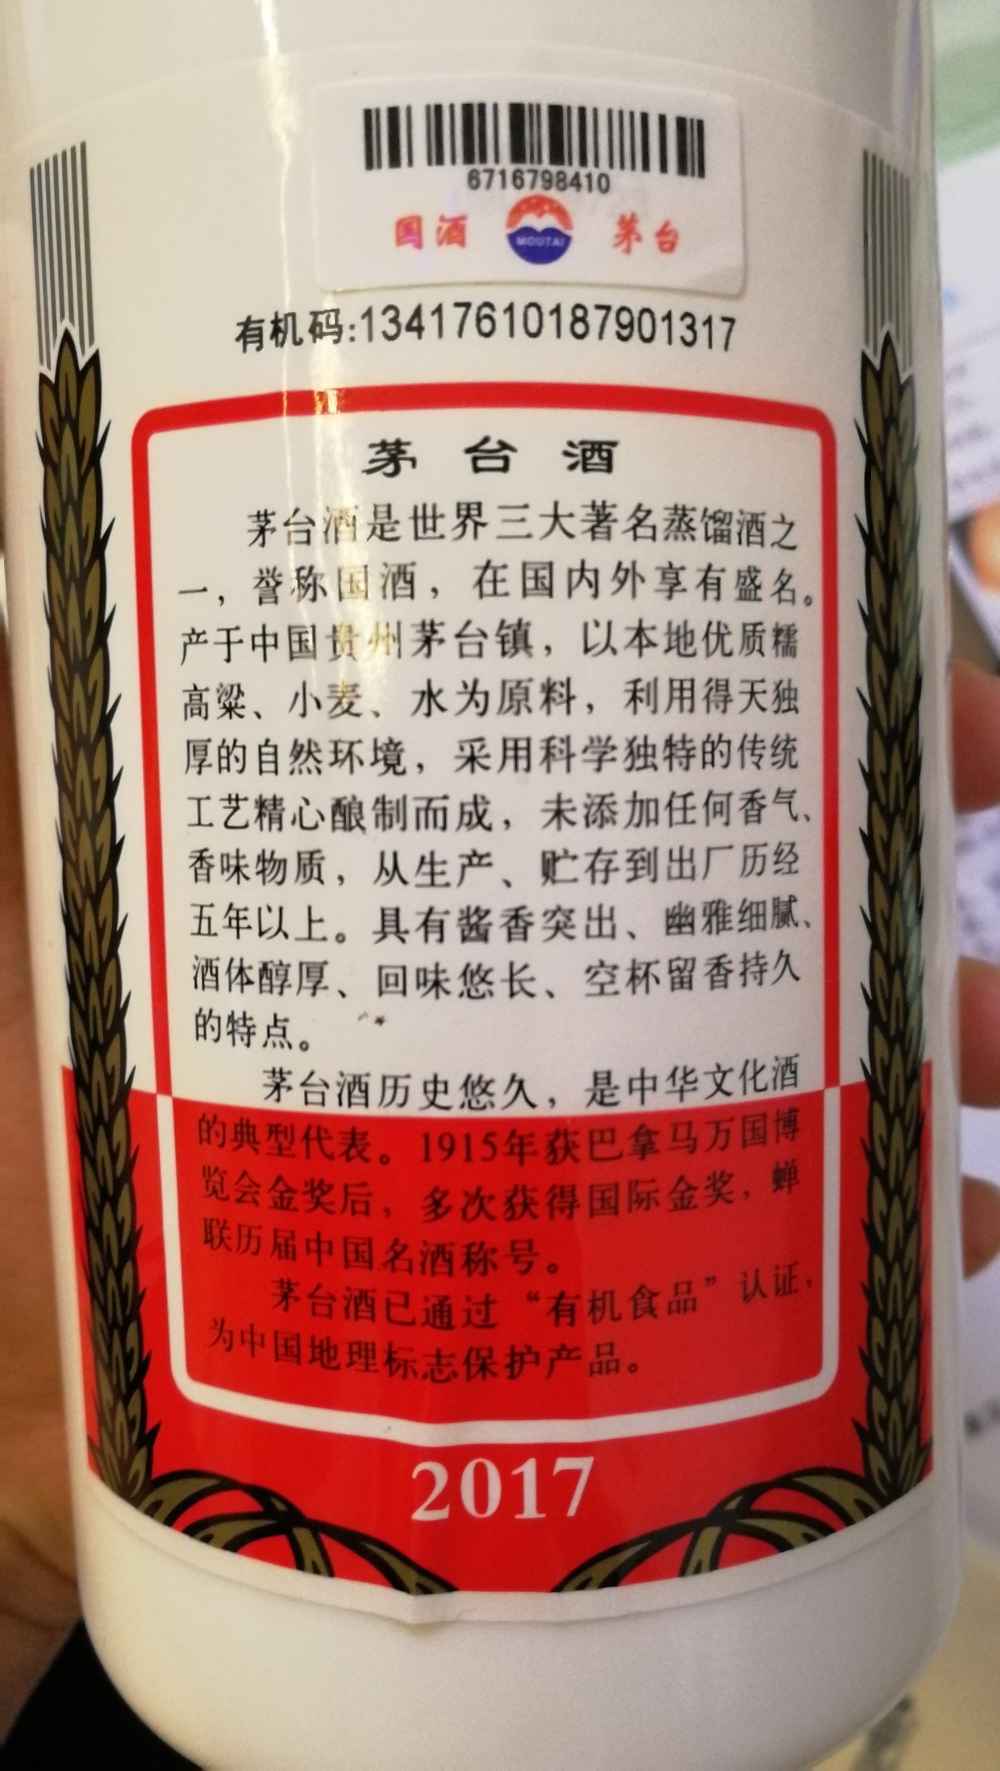 6716798410
国酒 MOUTAI 茅台
有机码:13417610187901317
茅台酒
茅台酒是世界三大著名蒸馏酒之
一，誉称国酒，在国内外享有盛名。
产于中国贵州茅台镇，以本地优质糯
高粱、小麦、水为原料，利用得天独
厚的自然环境，采用科学独特的传统
工艺精心酿制而成，未添加任何香气、
香味物质，从生产、贮存到出厂历经
五年以上。具有酱香突出、幽雅细腻、
酒体醇厚、回味悠长、空杯留香持久
的特点。
茅台酒历史悠久，是中华文化酒
的典型代表。1915年获巴拿马万国博
览会金奖后，多次获得国际金奖，蝉
联历届中国名酒称号。
茅台酒已通过“有机食品”认证，
为中国地理标志保护产品。
2017